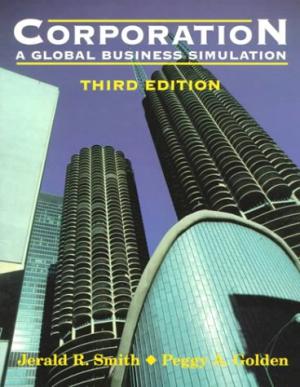 CORPORATION
A GLOBAL BUSINESS SIMULATION
THIRD EDITION
Jerald R. Smith ◆ Peggy A. Golden